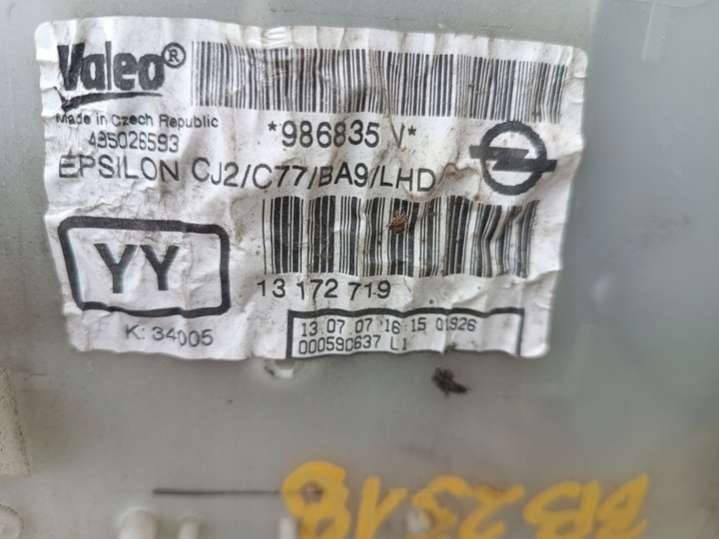 Valeo®
Made in Czech Republic
485026593
*986835 V*
EPSILON CJ2/C77/BA9/LHD
YY
13 172 719
K: 34005
13.07.07 16:15 01926
000590637 L1
BB2318